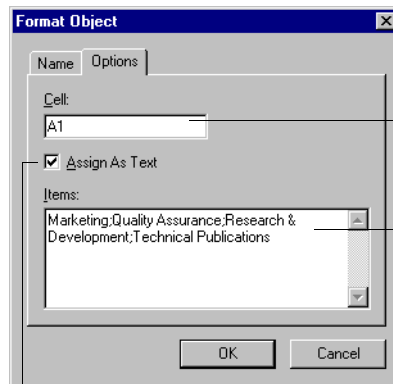 Format Object
Name
Options
Cell:
A1
Assign As Text
Items:
Marketing;Quality Assurance;Research &
Development;Technical Publications
OK
Cancel